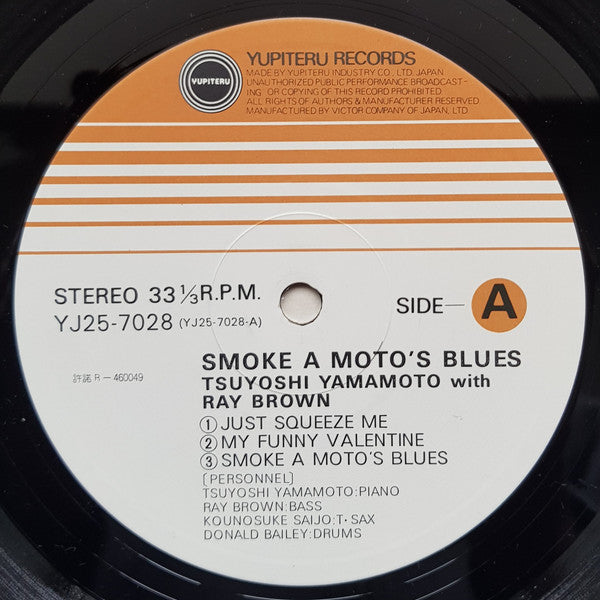 YUPITERU
YUPITERU RECORDS
MADE BY YUPITERU INDUSTRY CO., LTD. JAPAN
UNAUTHORIZED PUBLIC PERFORMANCE BROADCAST-
ING OR COPYING OF THIS RECORD PROHIBITED.
ALL RIGHTS OF AUTHORS & MANUFACTURER RESERVED
MANUFACTURED BY VICTOR COMPANY OF JAPAN, LTD
STEREO 33 1/3 R.P.M.
YJ25-7028 (YJ25-7028-A)
SIDE—A
許諾 R-460049
SMOKE A MOTO'S BLUES
TSUYOSHI YAMAMOTO with
RAY BROWN
① JUST SQUEEZE ME
② MY FUNNY VALENTINE
③ SMOKE A MOTO'S BLUES
[PERSONNEL]
TSUYOSHI YAMAMOTO:PIANO
RAY BROWN:BASS
KOUNOSUKE SAIJO:T・SAX
DONALD BAILEY:DRUMS